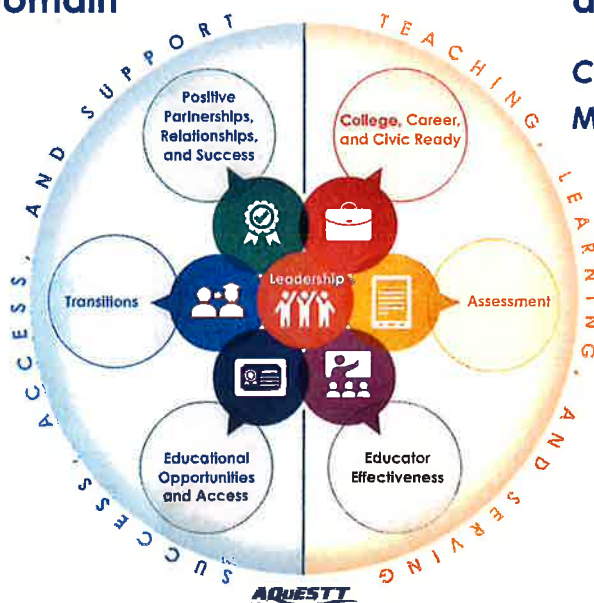 SUCCESS, ACCESS, AND SUPPORT
TEACHING, LEARNING, AND SERVING
Positive
Partnerships,
Relationships,
and Success
College, Career,
and Civic Ready
Transitions
Leadership
Assessment
Educational
Opportunities
and Access
Educator
Effectiveness
AQuESTT